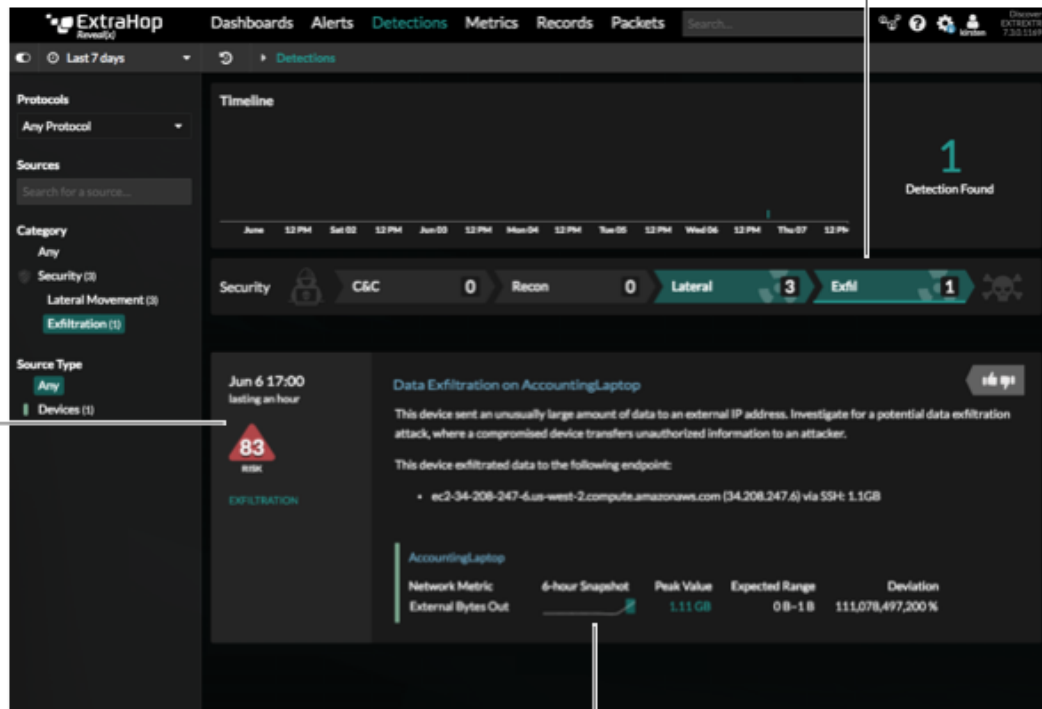 ExtraHop
Reveal(x)
Dashboards Alerts Detections Metrics Records Packets
Search...
kirsten
Discover
EXTREXTR
7.3.0.1169
Last 7 days
Detections
Protocols
Any Protocol
Sources
Search for a source...
Category
Any
Security (3)
Lateral Movement (3)
Exfiltration (1)
Source Type
Any
Devices (1)
Timeline
June 12 PM Sat 02 12 PM Jun 03 12 PM Mon 04 12 PM Tue 05 12 PM Wed 06 12 PM Thu 07 12 PM
1
Detection Found
Security C&C 0 Recon 0 Lateral 3 Exfil 1
Jun 6 17:00
lasting an hour
83
RISK
EXFILTRATION
Data Exfiltration on AccountingLaptop
This device sent an unusually large amount of data to an external IP address. Investigate for a potential data exfiltration
attack, where a compromised device transfers unauthorized information to an attacker.
This device exfiltrated data to the following endpoint:
• ec2-34-208-247-6.us-west-2.compute.amazonaws.com (34.208.247.6) via SSH: 1.1GB
AccountingLaptop
Network Metric 6-hour Snapshot Peak Value Expected Range Deviation
External Bytes Out 1.11 GB 0 B–1 B 111,078,497,200 %